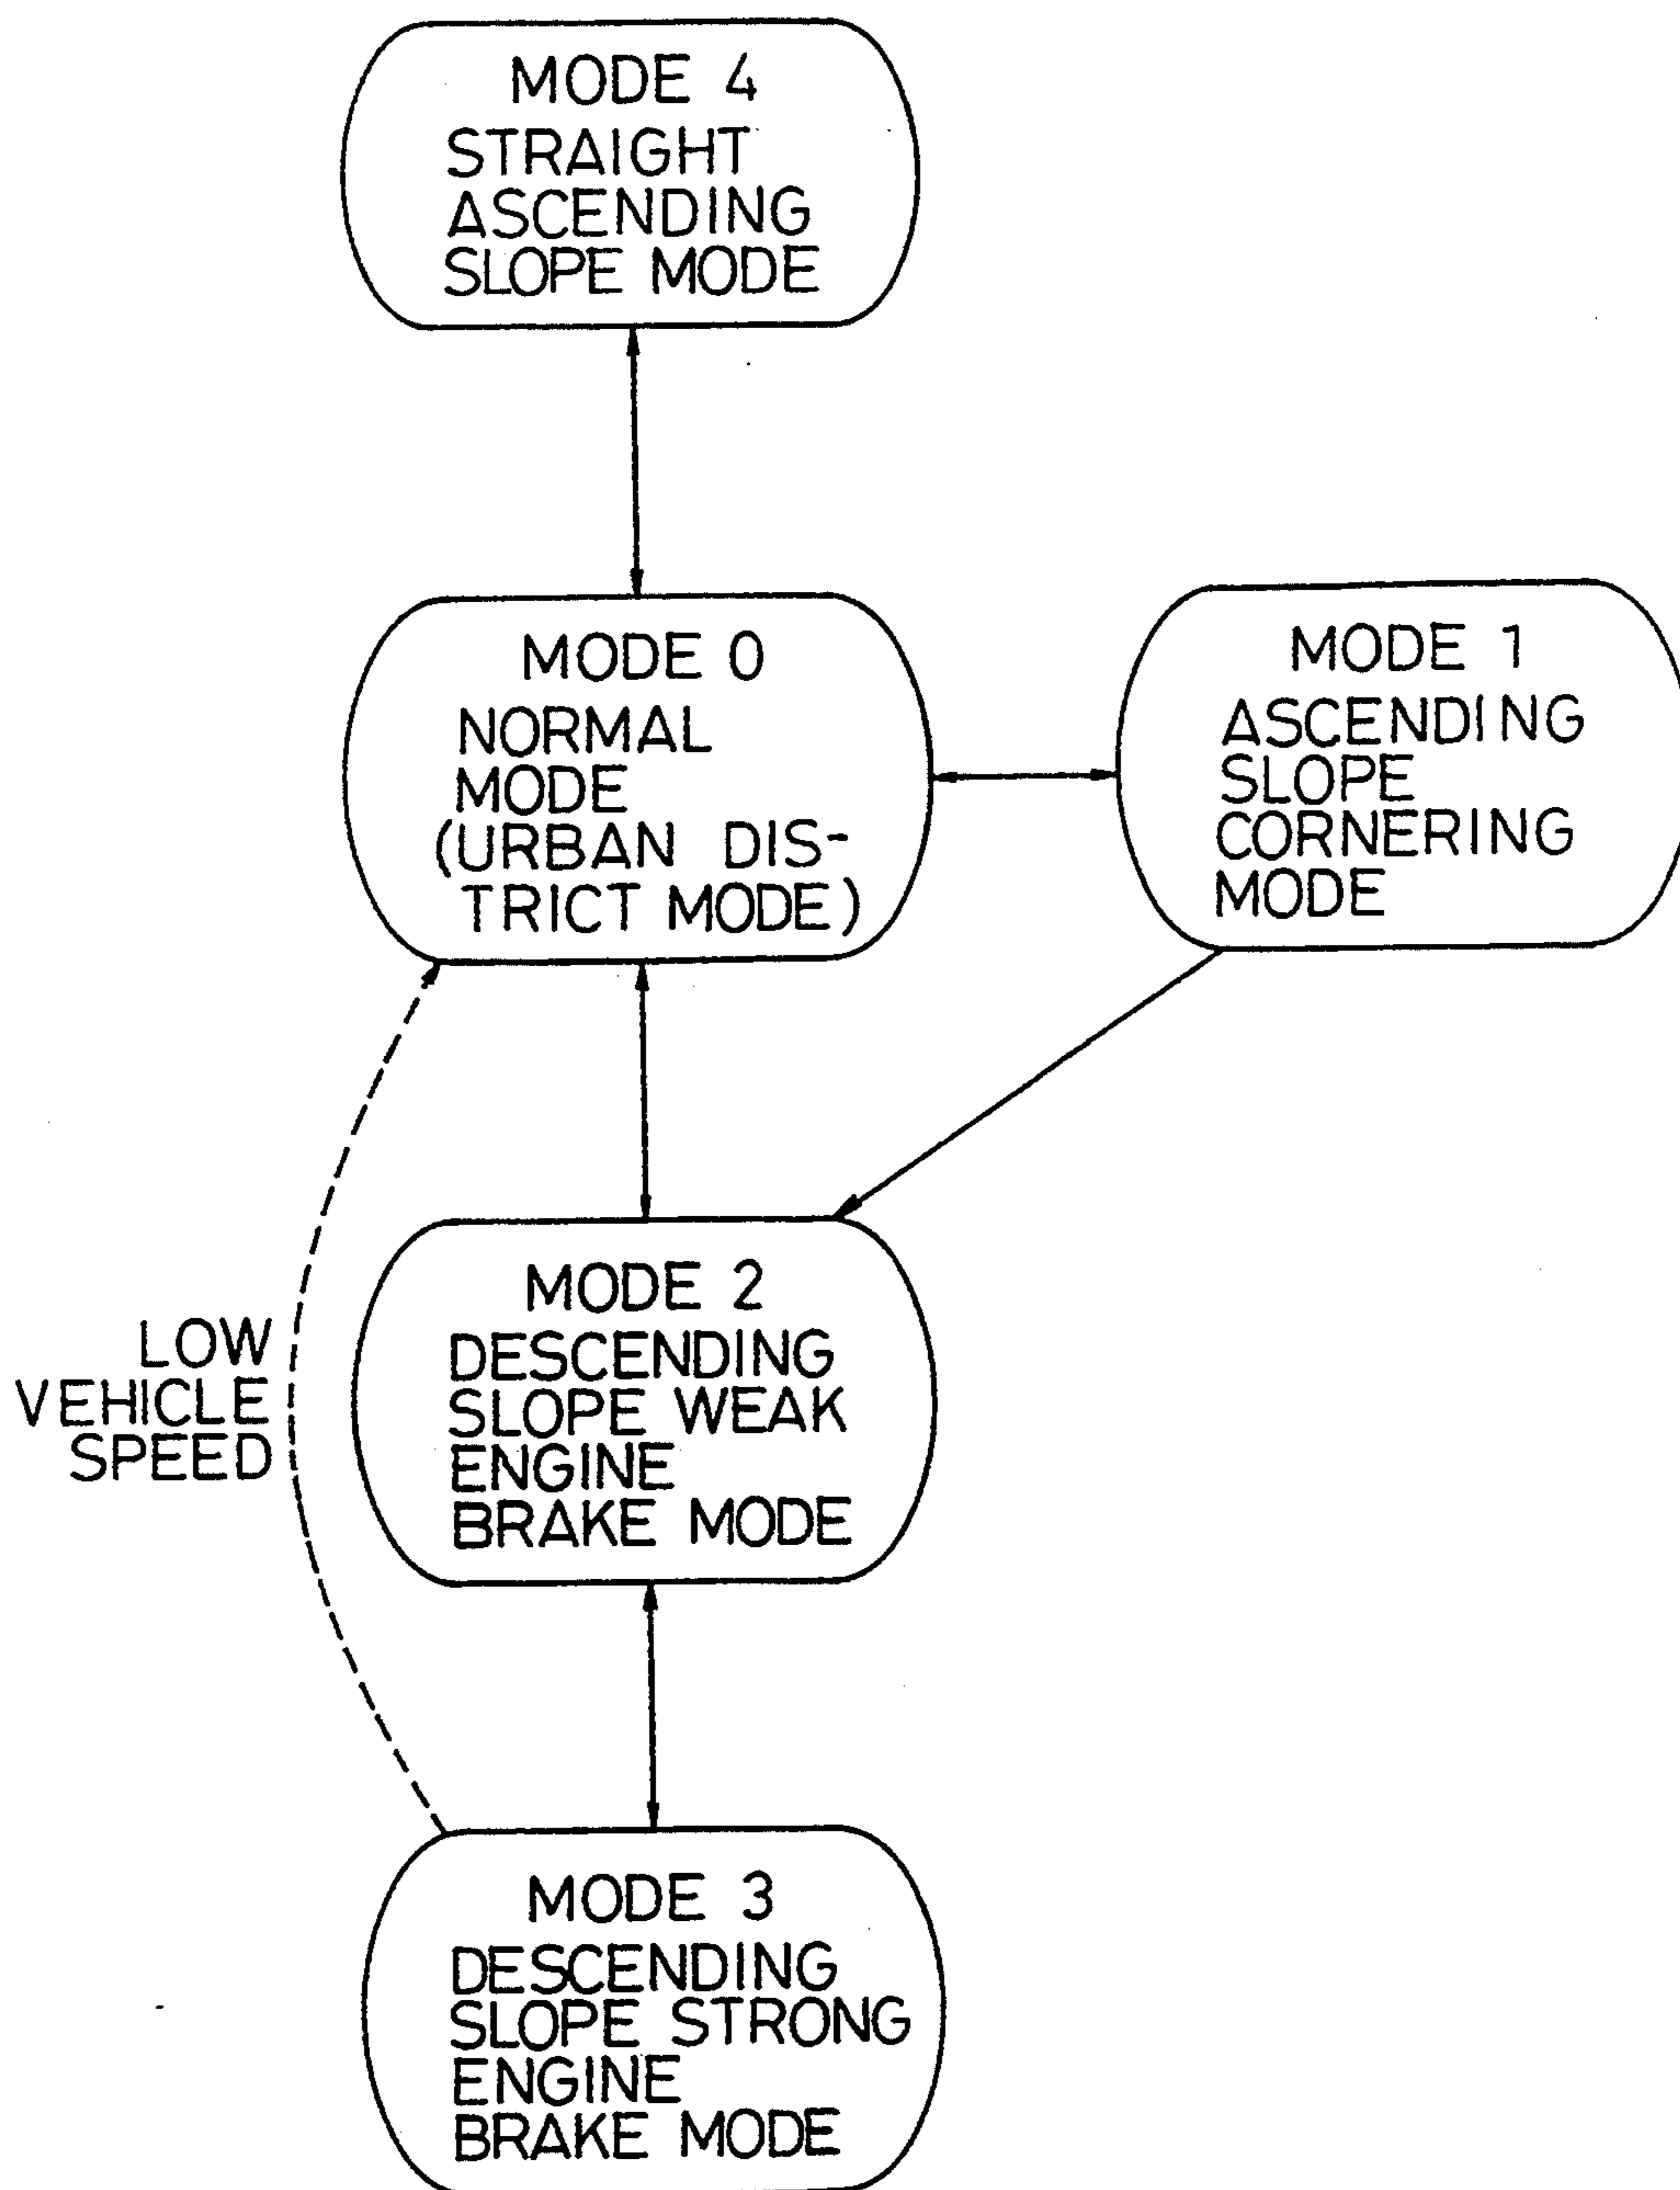 MODE 4
STRAIGHT
ASCENDING
SLOPE MODE
MODE 0
NORMAL
MODE
(URBAN DIS-
TRICT MODE)
MODE 1
ASCENDING
SLOPE
CORNERING
MODE
LOW
VEHICLE
SPEED
MODE 2
DESCENDING
SLOPE WEAK
ENGINE
BRAKE MODE
MODE 3
DESCENDING
SLOPE STRONG
ENGINE
BRAKE MODE